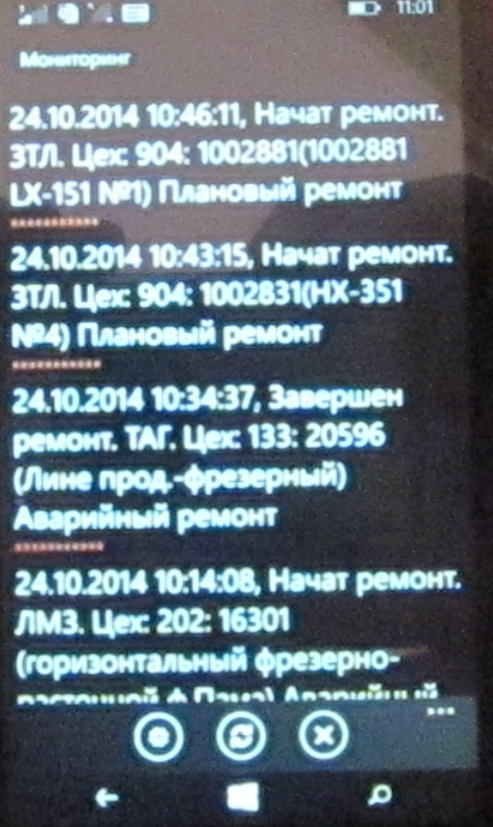 11:01
Мониторинг
24.10.2014 10:46:11, Начат ремонт.
ЗТЛ. Цех: 904: 1002881(1002881
LX-151 №1) Плановый ремонт
24.10.2014 10:43:15, Начат ремонт.
ЗТЛ. Цех: 904: 1002831(HX-351
№4) Плановый ремонт
24.10.2014 10:34:37, Завершен
ремонт. ТАГ. Цех: 133: 20596
(Лине прод.-фрезерный)
Аварийный ремонт
24.10.2014 10:14:08, Начат ремонт.
ЛМЗ. Цех: 202: 16301
(горизонтальный фрезерно-
расточной ф.Пама) Аварийный